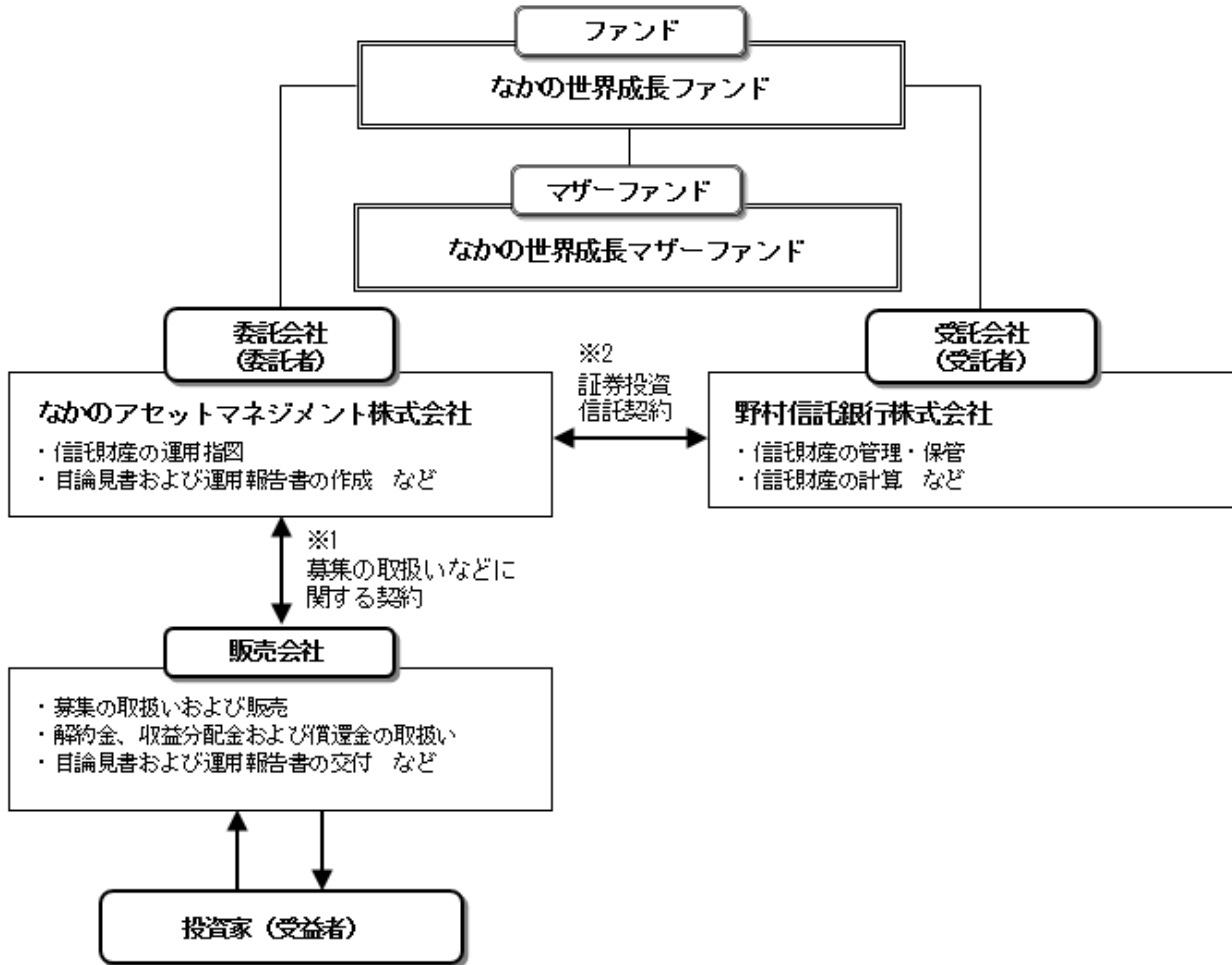 ファンド
なかの世界成長ファンド
マザーファンド
なかの世界成長マザーファンド
委託会社
(委託者)
なかのアセットマネジメント株式会社
・信託財産の運用指図
・目論見書および運用報告書の作成　など
※2
証券投資
信託契約
受託会社
(受託者)
野村信託銀行株式会社
・信託財産の管理・保管
・信託財産の計算　など
※1
募集の取扱いなどに
関する契約
販売会社
・募集の取扱いおよび販売
・解約金、収益分配金および償還金の取扱い
・目論見書および運用報告書の交付　など
投資家（受益者）